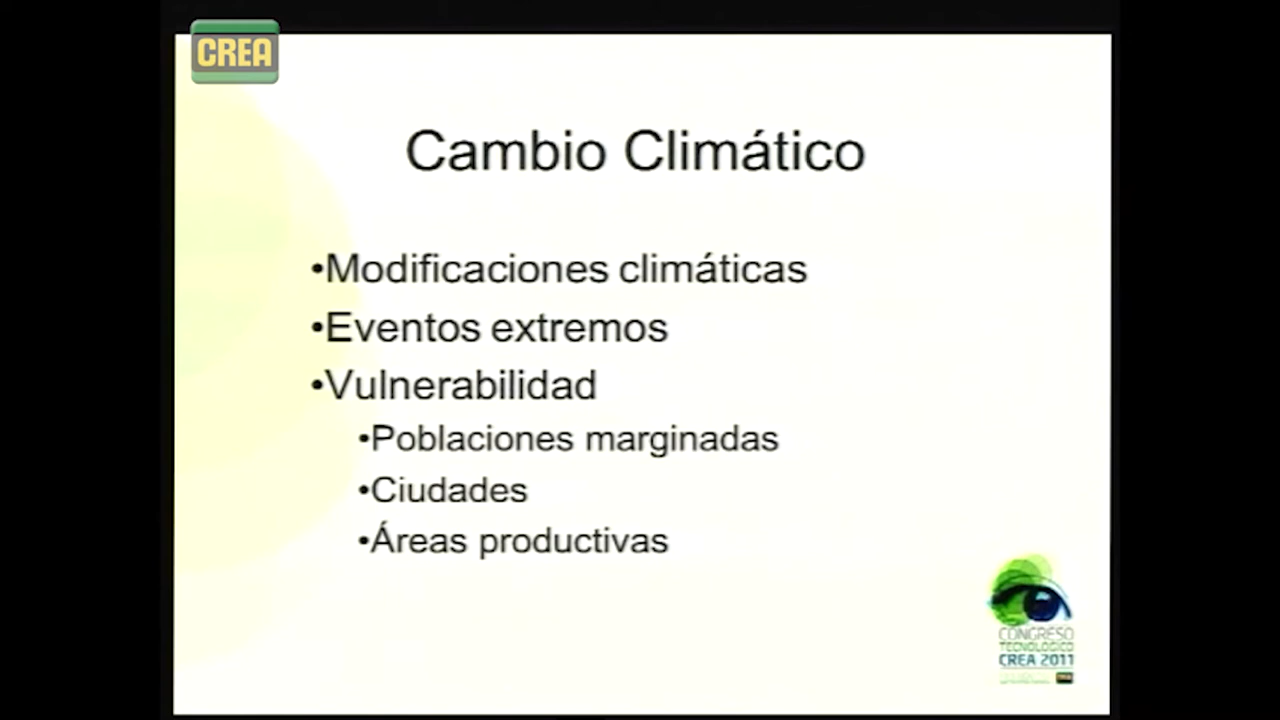 CREA
Cambio Climático
•Modificaciones climáticas
•Eventos extremos
•Vulnerabilidad
•Poblaciones marginadas
•Ciudades
•Áreas productivas
CONGRESO
TECNOLÓGICO
CREA 2011